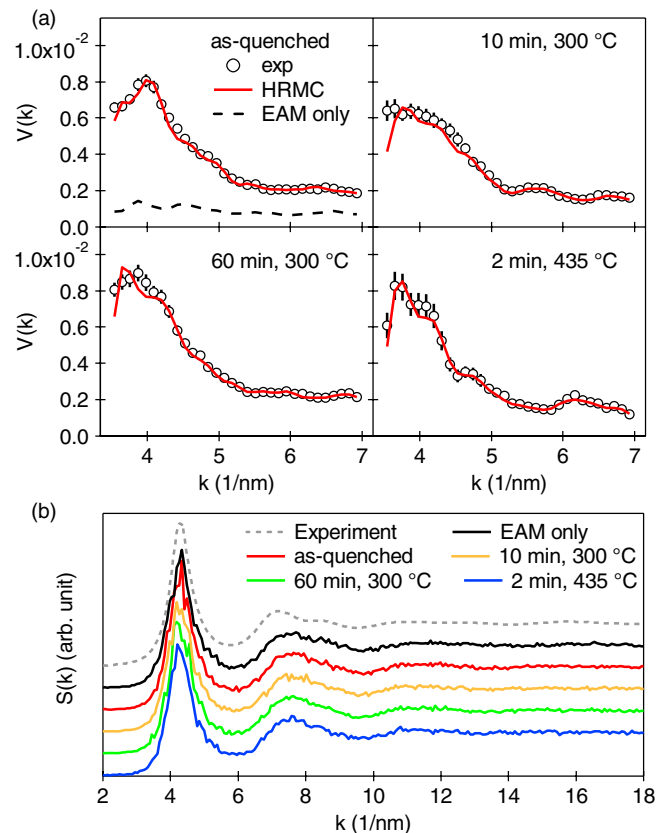 (a)
as-quenched
exp
HRMC
EAM only
10 min, 300 °C
1.0x10⁻²
0.8
0.6
0.4
0.2
0.0
V(k)
60 min, 300 °C
2 min, 435 °C
1.0x10⁻²
0.8
0.6
0.4
0.2
0.0
V(k)
4 5 6 7 4 5 6 7
k (1/nm) k (1/nm)
(b)
Experiment EAM only
as-quenched 10 min, 300 °C
60 min, 300 °C 2 min, 435 °C
S(k) (arb. unit)
2 4 6 8 10 12 14 16 18
k (1/nm)